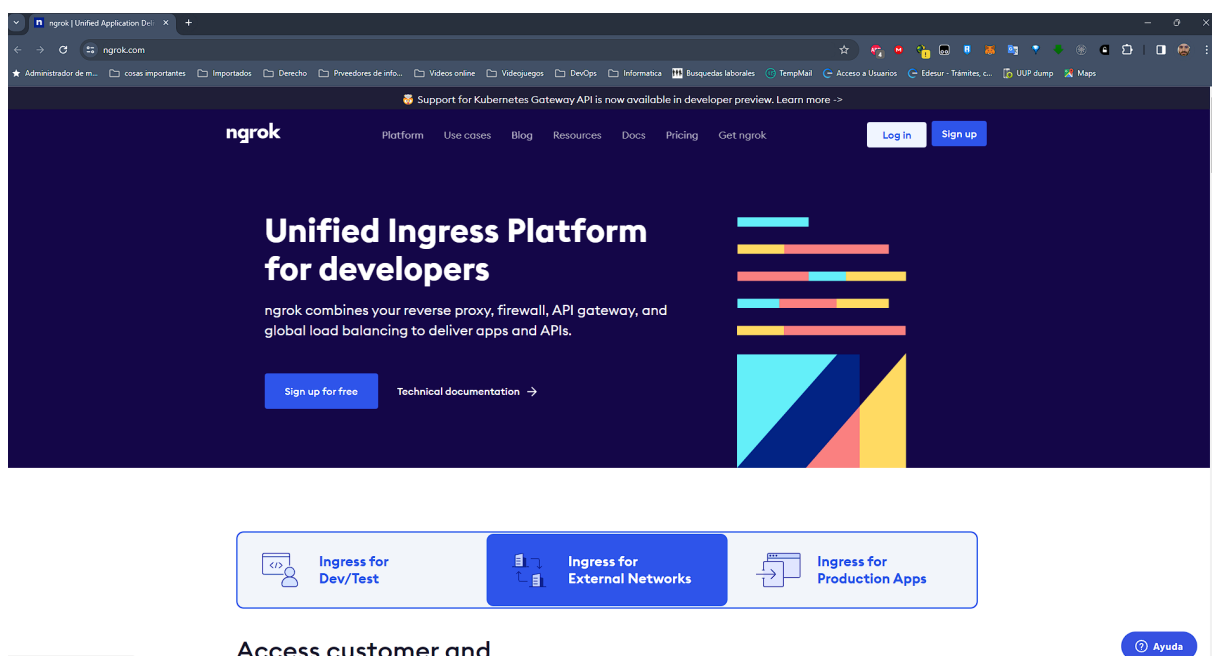 ngrok | Unified Application Deli
ngrok.com
Administrador de m... cosas importantes Importados Derecho Prveedores de info... Videos online Videojuegos DevOps Informatica Busquedas laborales TempMail Acceso a Usuarios Edesur - Trámites, c... UUP dump Maps
Support for Kubernetes Gateway API is now available in developer preview. Learn more ->
ngrok Platform Use cases Blog Resources Docs Pricing Get ngrok Log in Sign up
Unified Ingress Platform
for developers
ngrok combines your reverse proxy, firewall, API gateway, and
global load balancing to deliver apps and APIs.
Sign up for free Technical documentation →
Ingress for
Dev/Test
Ingress for
External Networks
Ingress for
Production Apps
Access customer and
Ayuda